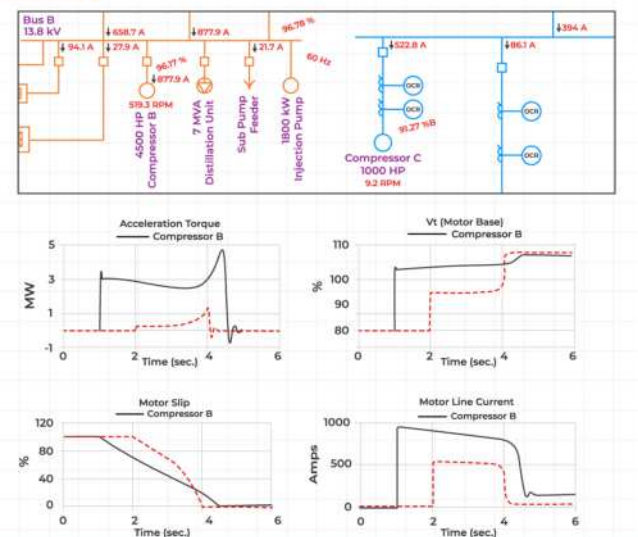 Bus B
13.8 kV
658.7 A
877.9 A
96.78 %
394 A
94.1 A
27.9 A
21.7 A
60 Hz
522.8 A
86.1 A
96.17 %
877.9 A
519.3 RPM
OCR
OCR
OCR
OCR
91.27 %B
4500 HP
Compressor B
7 MVA
Distillation Unit
Sub Pump
Feeder
1800 kW
Injection Pump
Compressor C
1000 HP
9.2 RPM
Acceleration Torque
Compressor B
5
3
1
-1
MW
0 2 4 6
Time (sec.)
Vt (Motor Base)
Compressor B
110
100
90
80
%
0 2 4 6
Time (sec.)
Motor Slip
Compressor B
120
80
40
0
%
0 2 4 6
Time (sec.)
Motor Line Current
Compressor B
1000
500
0
Amps
0 2 4 6
Time (sec.)